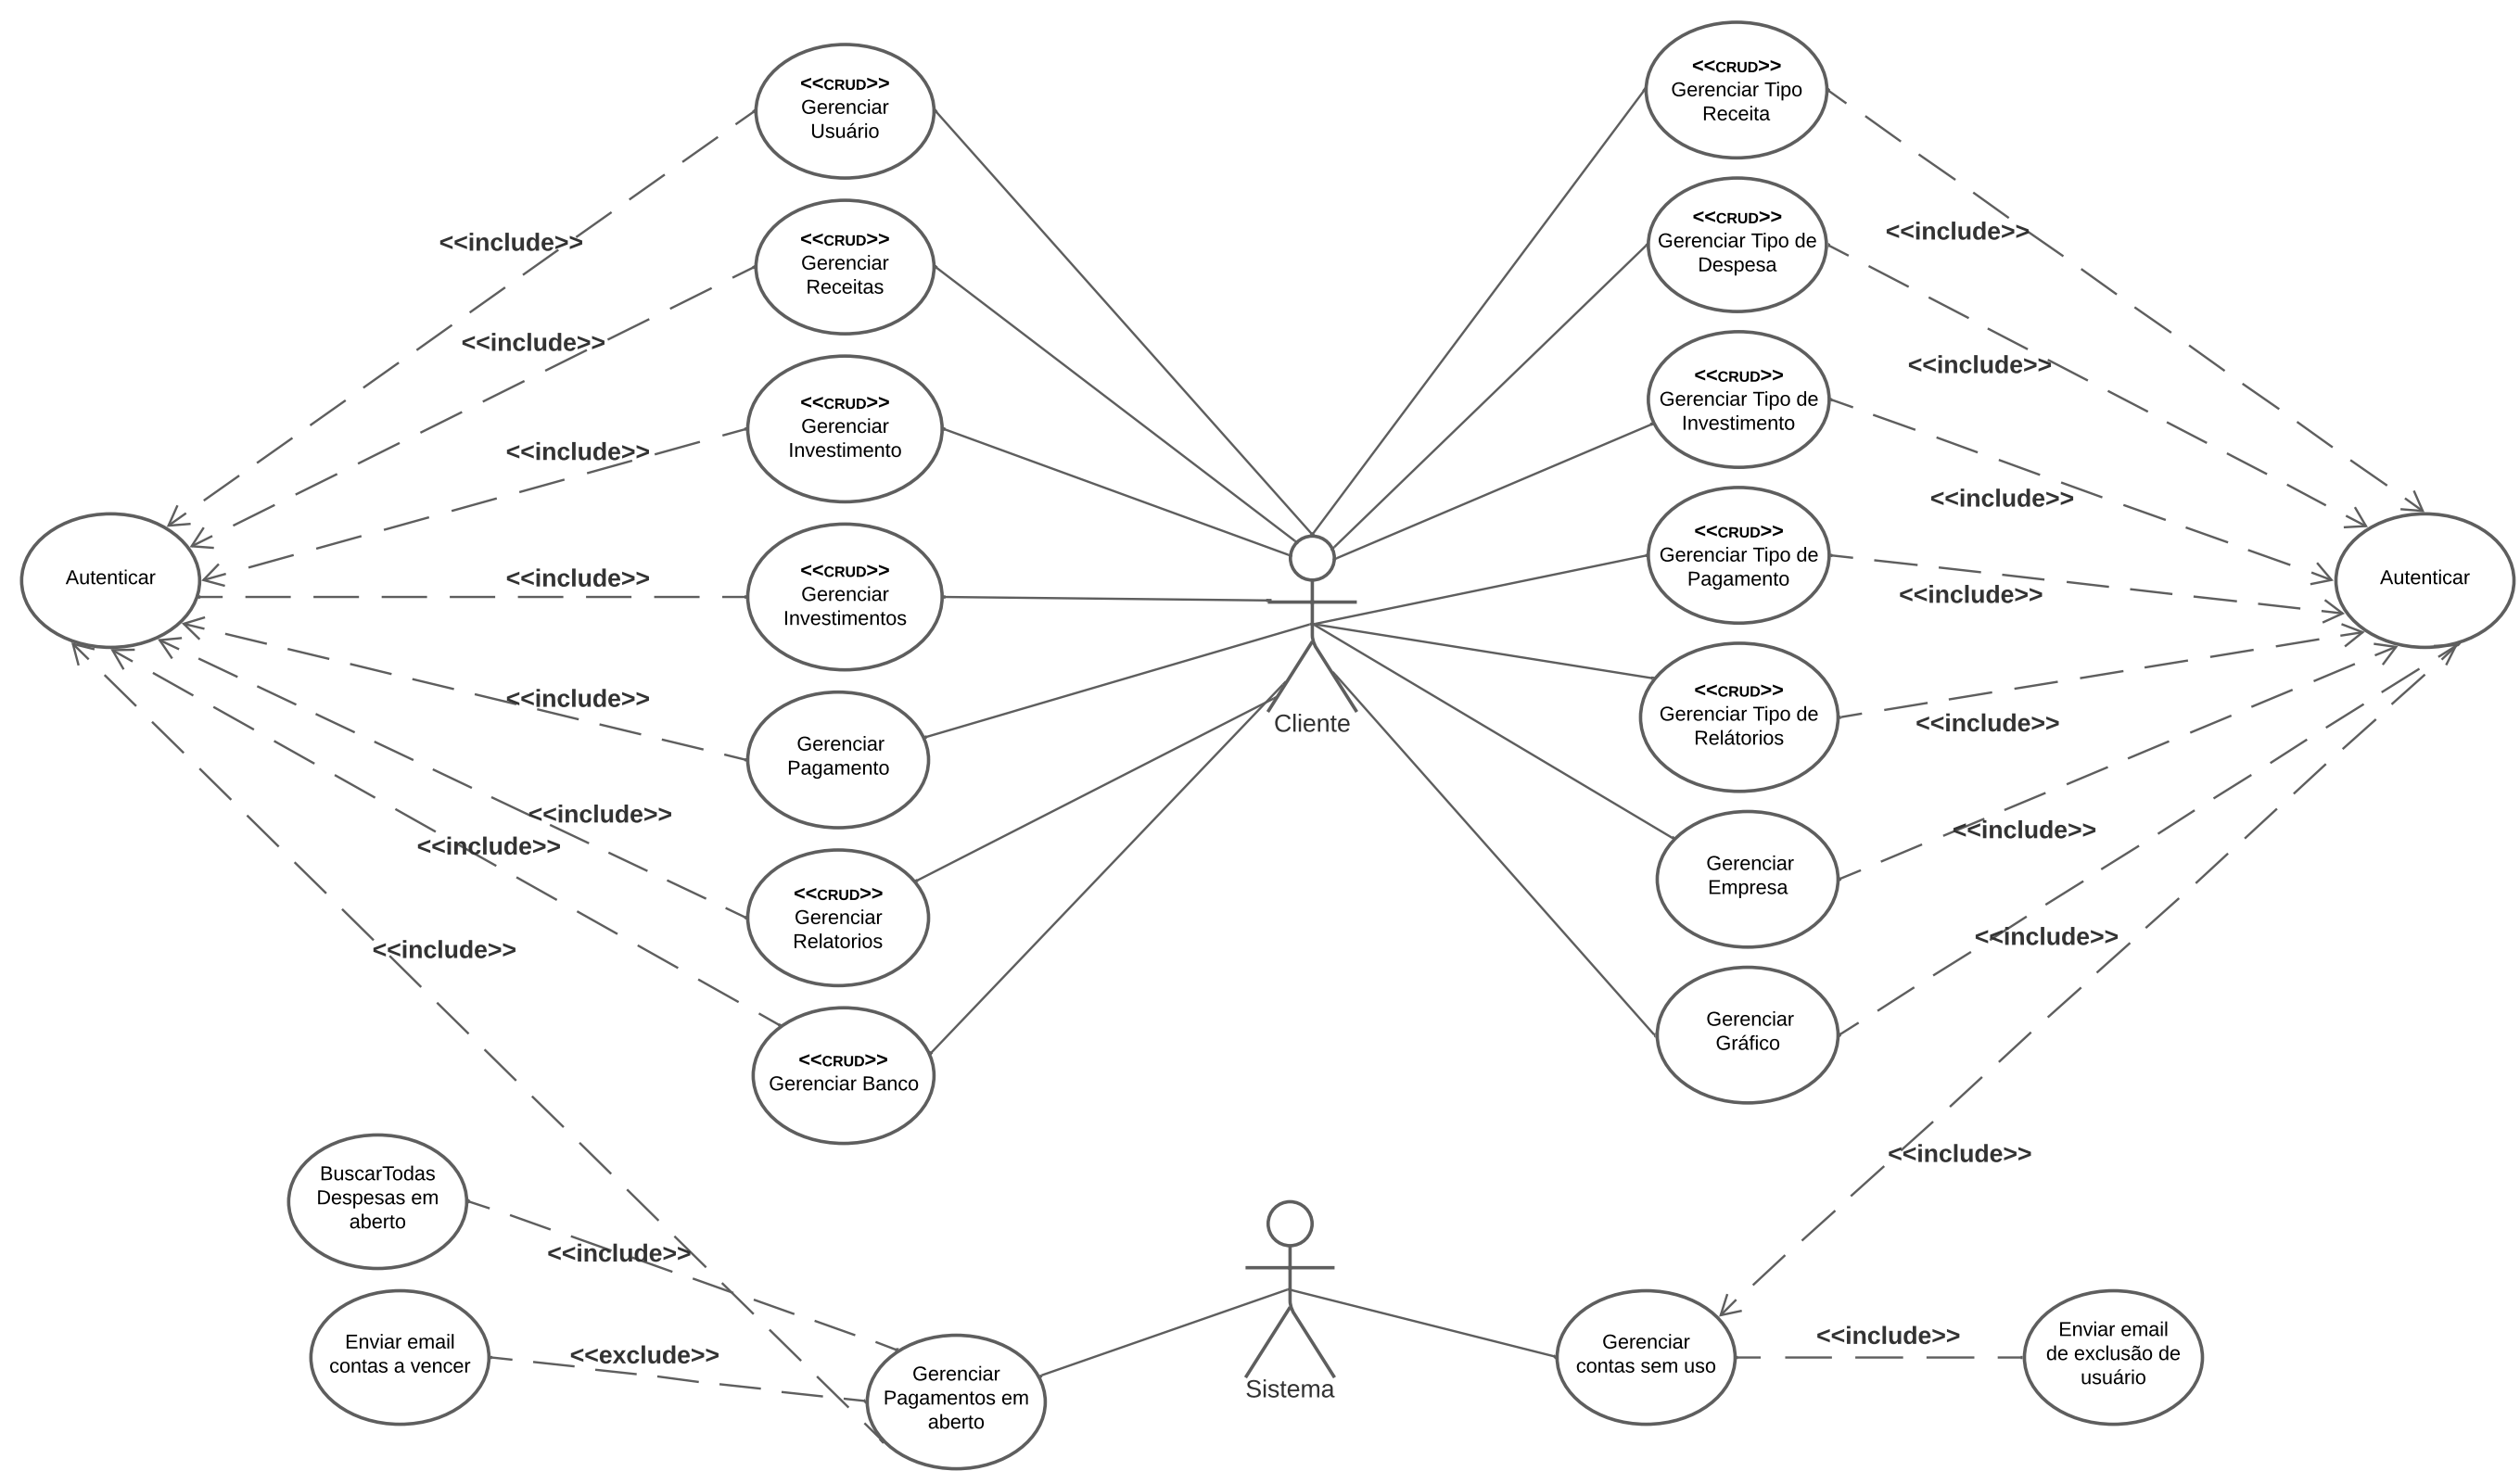 <<CRUD>>
Gerenciar
Usuário
<<CRUD>>
Gerenciar
Receitas
<<CRUD>>
Gerenciar
Investimento
<<CRUD>>
Gerenciar
Investimentos
Gerenciar
Pagamento
<<CRUD>>
Gerenciar
Relatorios
<<CRUD>>
Gerenciar Banco
<<include>>
<<include>>
<<include>>
<<include>>
<<include>>
<<include>>
<<include>>
<<include>>
Autenticar
Cliente
<<CRUD>>
Gerenciar Tipo
Receita
<<CRUD>>
Gerenciar Tipo de
Despesa
<<CRUD>>
Gerenciar Tipo de
Investimento
<<CRUD>>
Gerenciar Tipo de
Pagamento
<<CRUD>>
Gerenciar Tipo de
Relátorios
Gerenciar
Empresa
Gerenciar
Gráfico
<<include>>
<<include>>
<<include>>
<<include>>
<<include>>
<<include>>
<<include>>
<<include>>
Autenticar
BuscarTodas
Despesas em
aberto
<<include>>
Enviar email
contas a vencer
<<exclude>>
Gerenciar
Pagamentos em
aberto
Sistema
Gerenciar
contas sem uso
<<include>>
Enviar email
de exclusão de
usuário